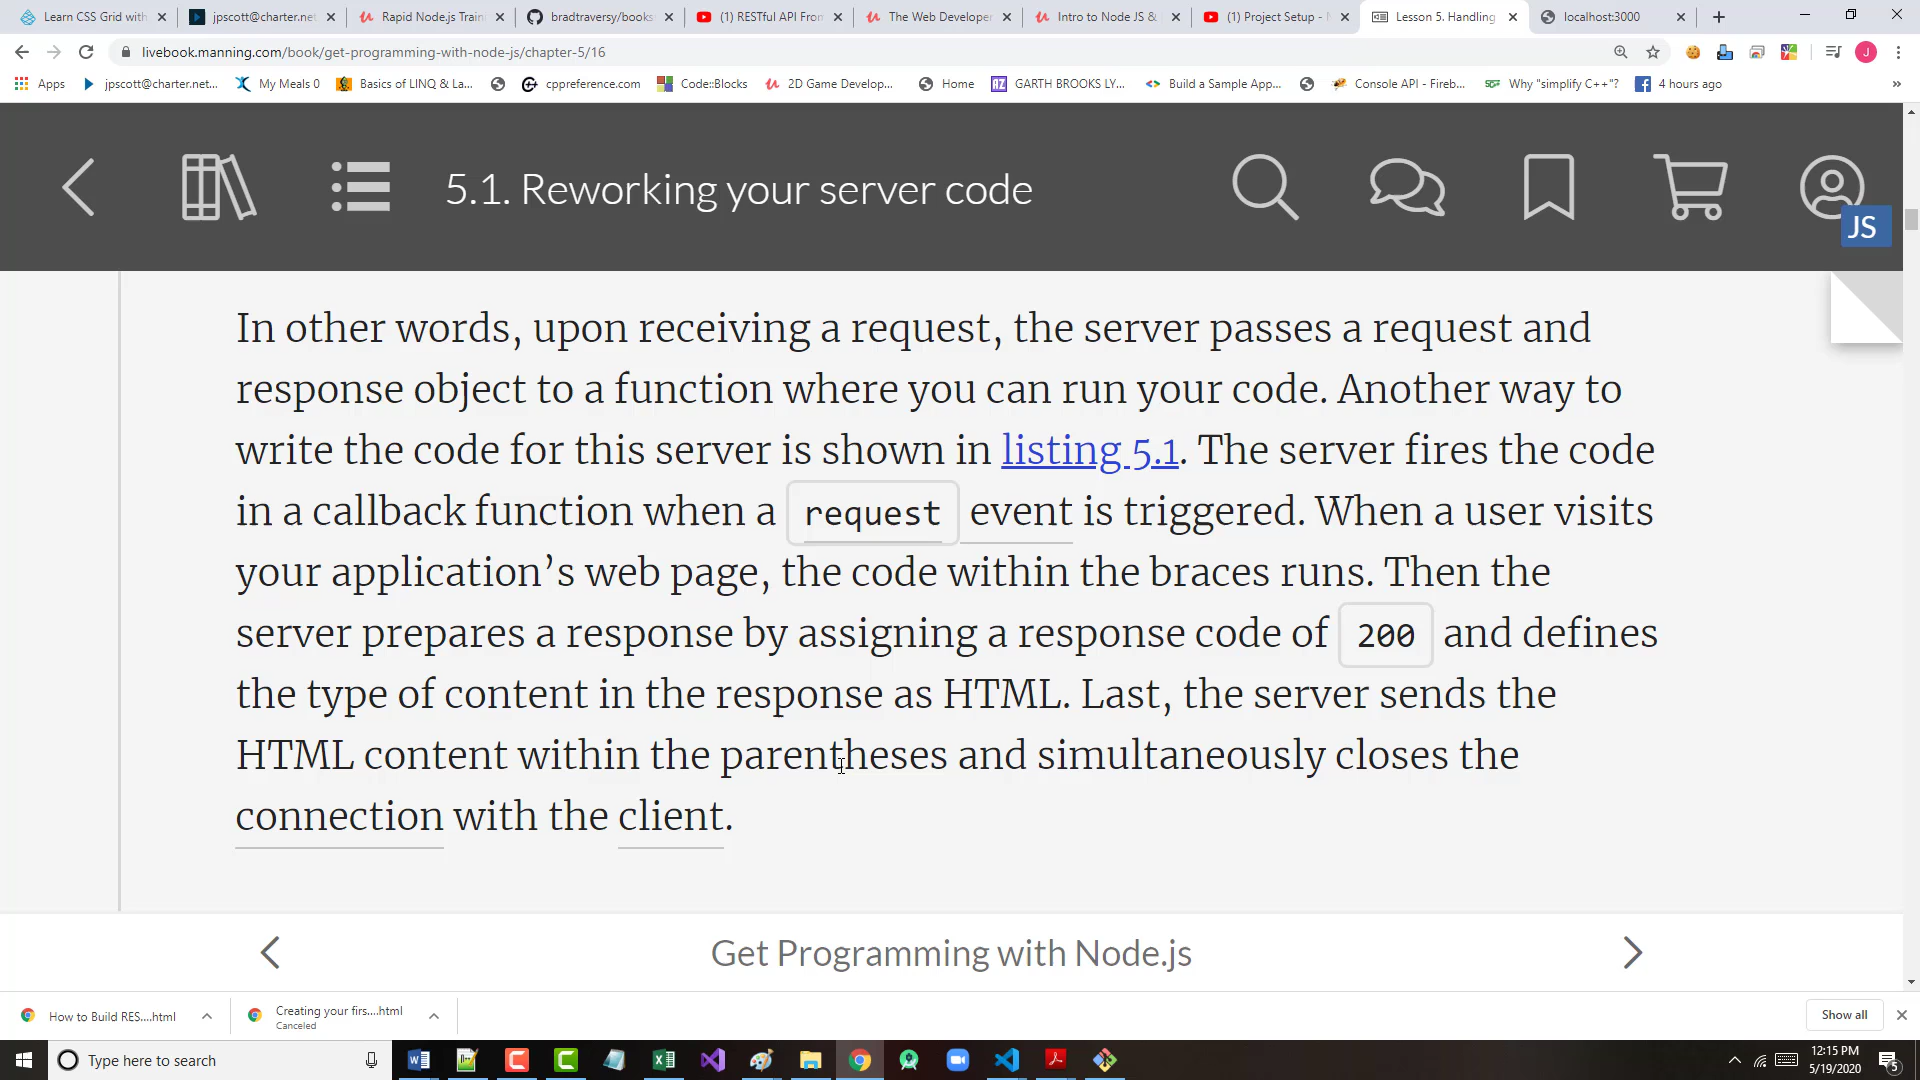 Learn CSS Grid with
jpscott@charter.net
Rapid Node.js Train
bradtraversy/books
(1) RESTful API From
The Web Developer
Intro to Node JS &
(1) Project Setup - N
Lesson 5. Handling
localhost:3000
livebook.manning.com/book/get-programming-with-node-js/chapter-5/16
J
Apps
jpscott@charter.net...
My Meals 0
Basics of LINQ & La...
cppreference.com
Code::Blocks
2D Game Develop...
Home
AZ
GARTH BROOKS LY...
Build a Sample App...
Console API - Fireb...
Why "simplify C++"?
4 hours ago
»
5.1. Reworking your server code
JS
In other words, upon receiving a request, the server passes a request and
response object to a function where you can run your code. Another way to
write the code for this server is shown in listing 5.1. The server fires the code
in a callback function when a request event is triggered. When a user visits
your application’s web page, the code within the braces runs. Then the
server prepares a response by assigning a response code of 200 and defines
the type of content in the response as HTML. Last, the server sends the
HTML content within the parentheses and simultaneously closes the
connection with the client.
Get Programming with Node.js
How to Build RES....html
Creating your firs....html
Canceled
Show all
Type here to search
12:15 PM
5/19/2020
5